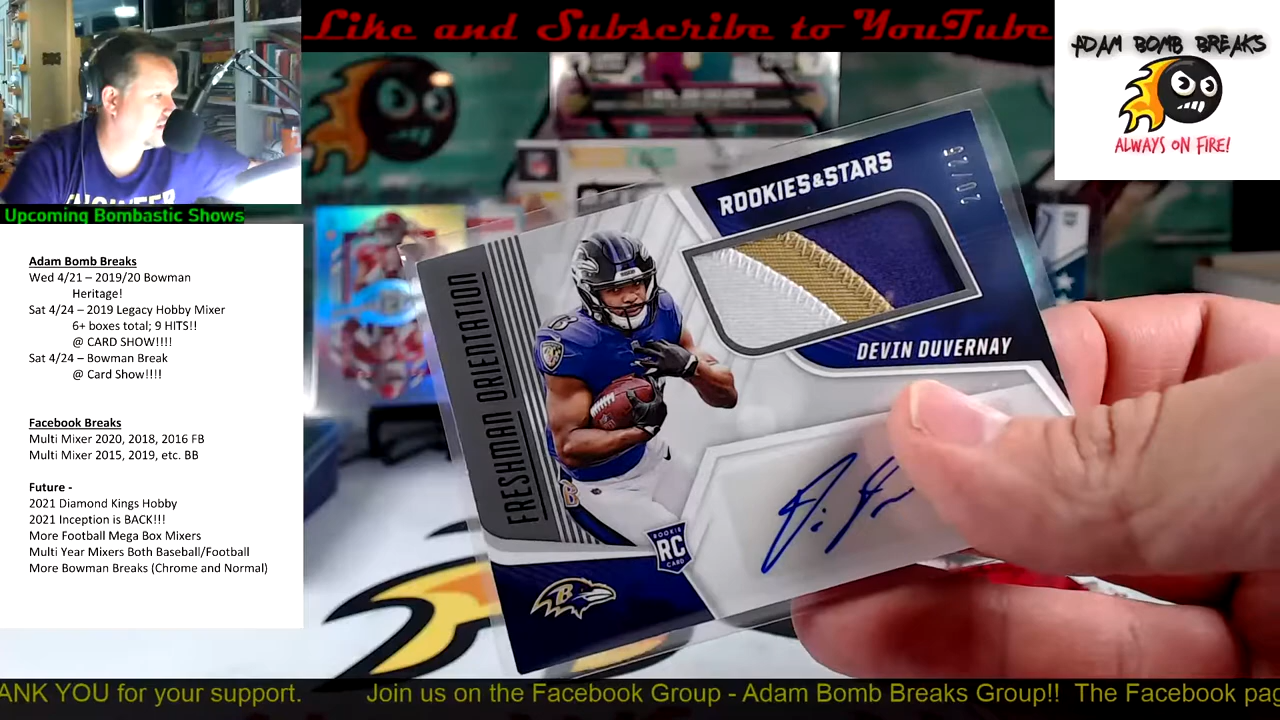 Like and Subscribe to YouTube
ADAM BOMB BREAKS
ALWAYS ON FIRE!
Upcoming Bombastic Shows
Adam Bomb Breaks
Wed 4/21 – 2019/20 Bowman
Heritage!
Sat 4/24 – 2019 Legacy Hobby Mixer
6+ boxes total, 9 HITS!!
@ CARD SHOW!!!!
Sat 4/24 – Bowman Break
@ Card Show!!!!
Facebook Breaks
Multi Mixer 2020, 2018, 2016 FB
Multi Mixer 2015, 2019, etc. BB
Future -
2021 Diamond Kings Hobby
2021 Inception is BACK!!!
More Football Mega Box Mixers
Multi Year Mixers Both Baseball/Football
More Bowman Breaks (Chrome and Normal)
ROOKIES&STARS
20/25
FRESHMAN ORIENTATION
DEVIN DUVERNAY
ROOKIE
RC
CARD
B
NFL
ANK YOU for your support. Join us on the Facebook Group - Adam Bomb Breaks Group!! The Facebook pag